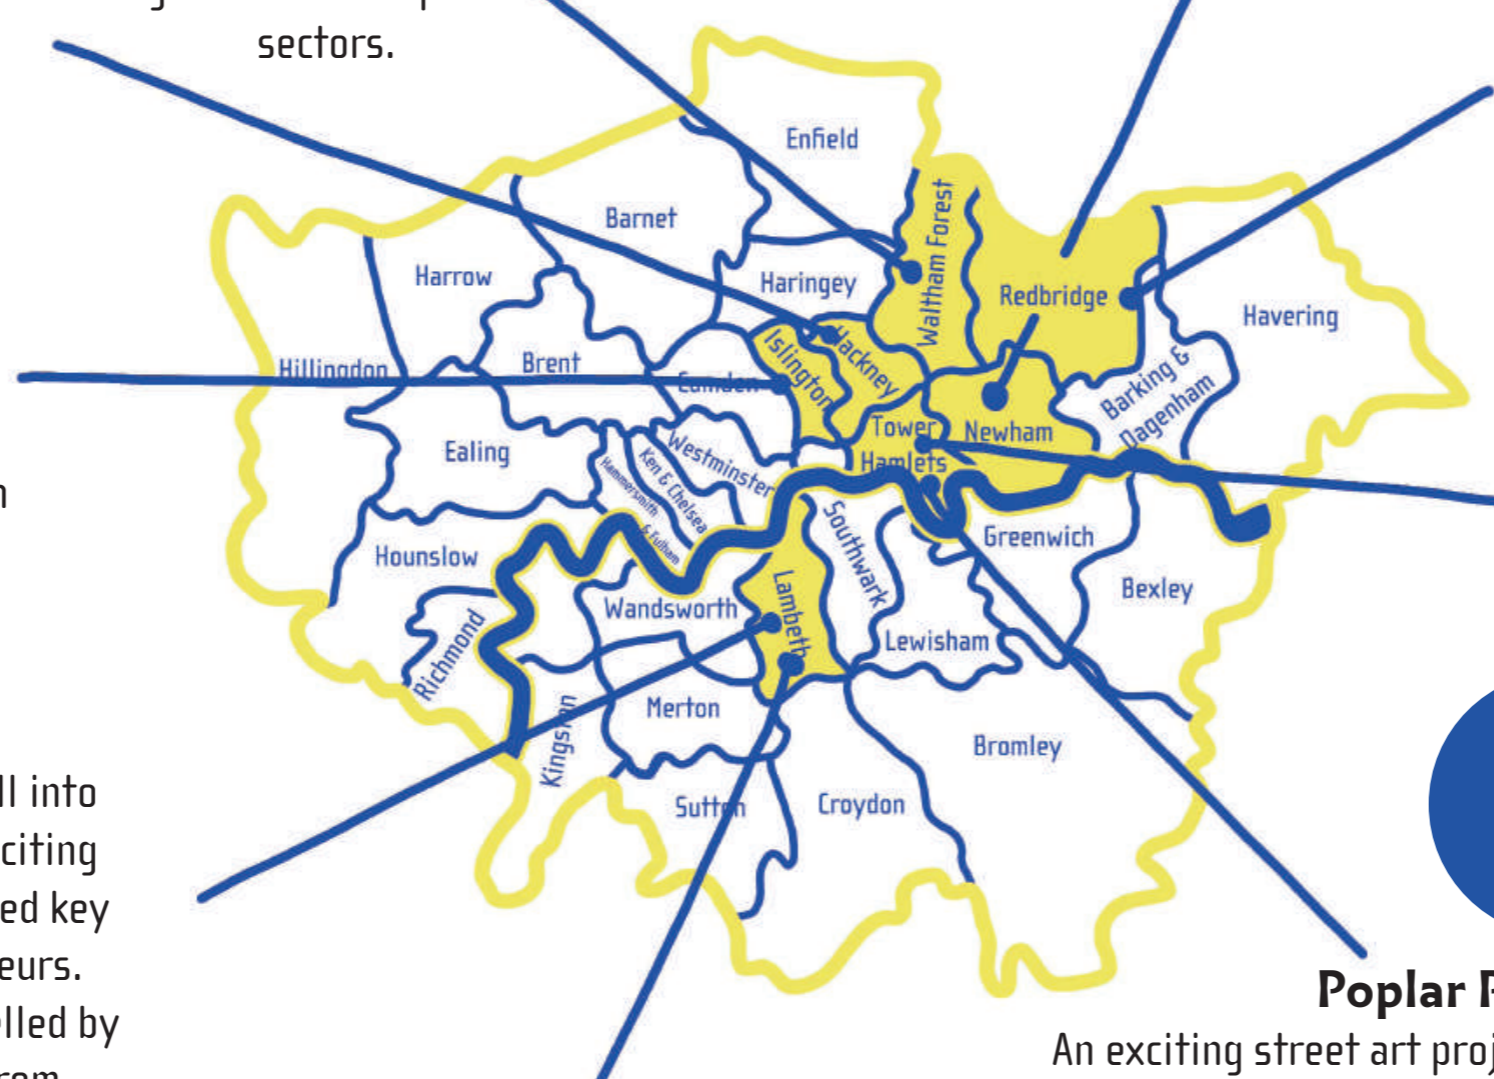 sectors.
Enfield
Barnet
Waltham Forest
Harrow
Haringey
Redbridge
Havering
Hillingdon
Brent
Camden
Islington
Hackney
Barking &
Dagenham
Tower
Hamlets
Newham
Ealing
Westminster
Ken & Chelsea
Hammersmith
& Fulham
Hounslow
Southwark
Greenwich
Bexley
Richmond
Wandsworth
Lambeth
Lewisham
Kingston
Merton
Bromley
Sutton
Croydon
ll into
citing
ed key
eurs.
lled by
Poplar
An exciting street art proj